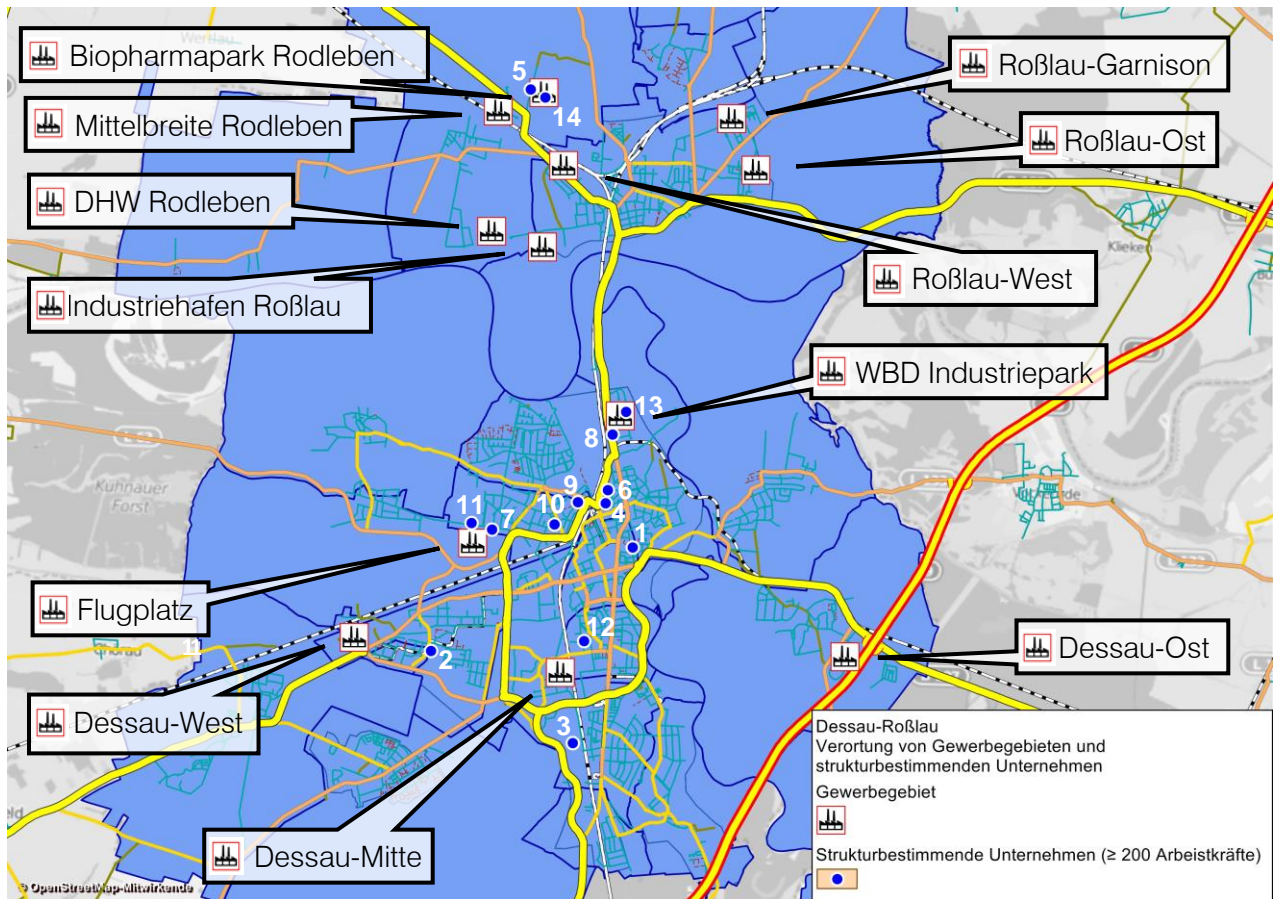 Biopharmapark Rodleben
Mittelbreite Rodleben
DHW Rodleben
Industriehafen Roßlau
Roßlau-Garnison
Roßlau-Ost
Roßlau-West
WBD Industriepark
5
14
Klieken
13
8
Kühnauer
Forst
9
6
11
10
4
7
1
Flugplatz
12
11
2
Dessau-Ost
Dessau-West
3
Dessau-Mitte
Dessau-Roßlau
Verortung von Gewerbegebieten und
strukturbestimmenden Unternehmen
Gewerbegebiet
Strukturbestimmende Unternehmen (≥ 200 Arbeistkräfte)
© OpenStreetMap-Mitwirkende